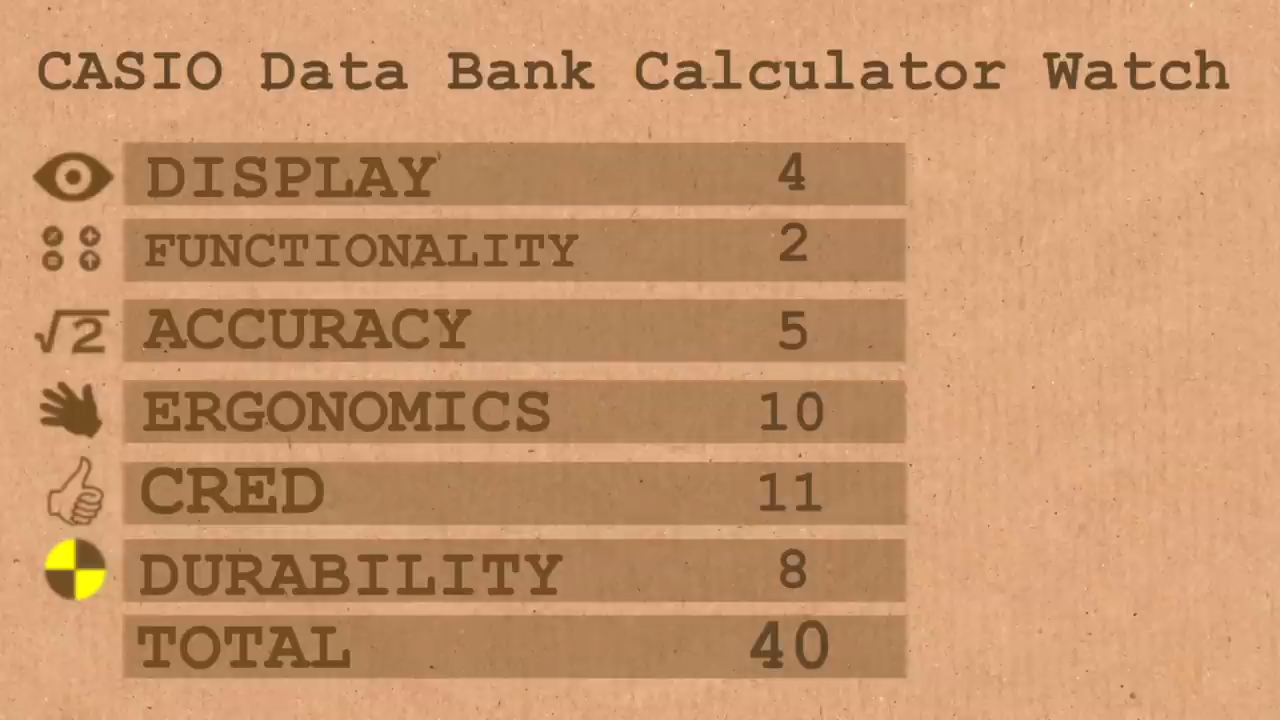 CASIO Data Bank Calculator Watch
DISPLAY 4
FUNCTIONALITY 2
√2 ACCURACY 5
ERGONOMICS 10
CRED 11
DURABILITY 8
TOTAL 40